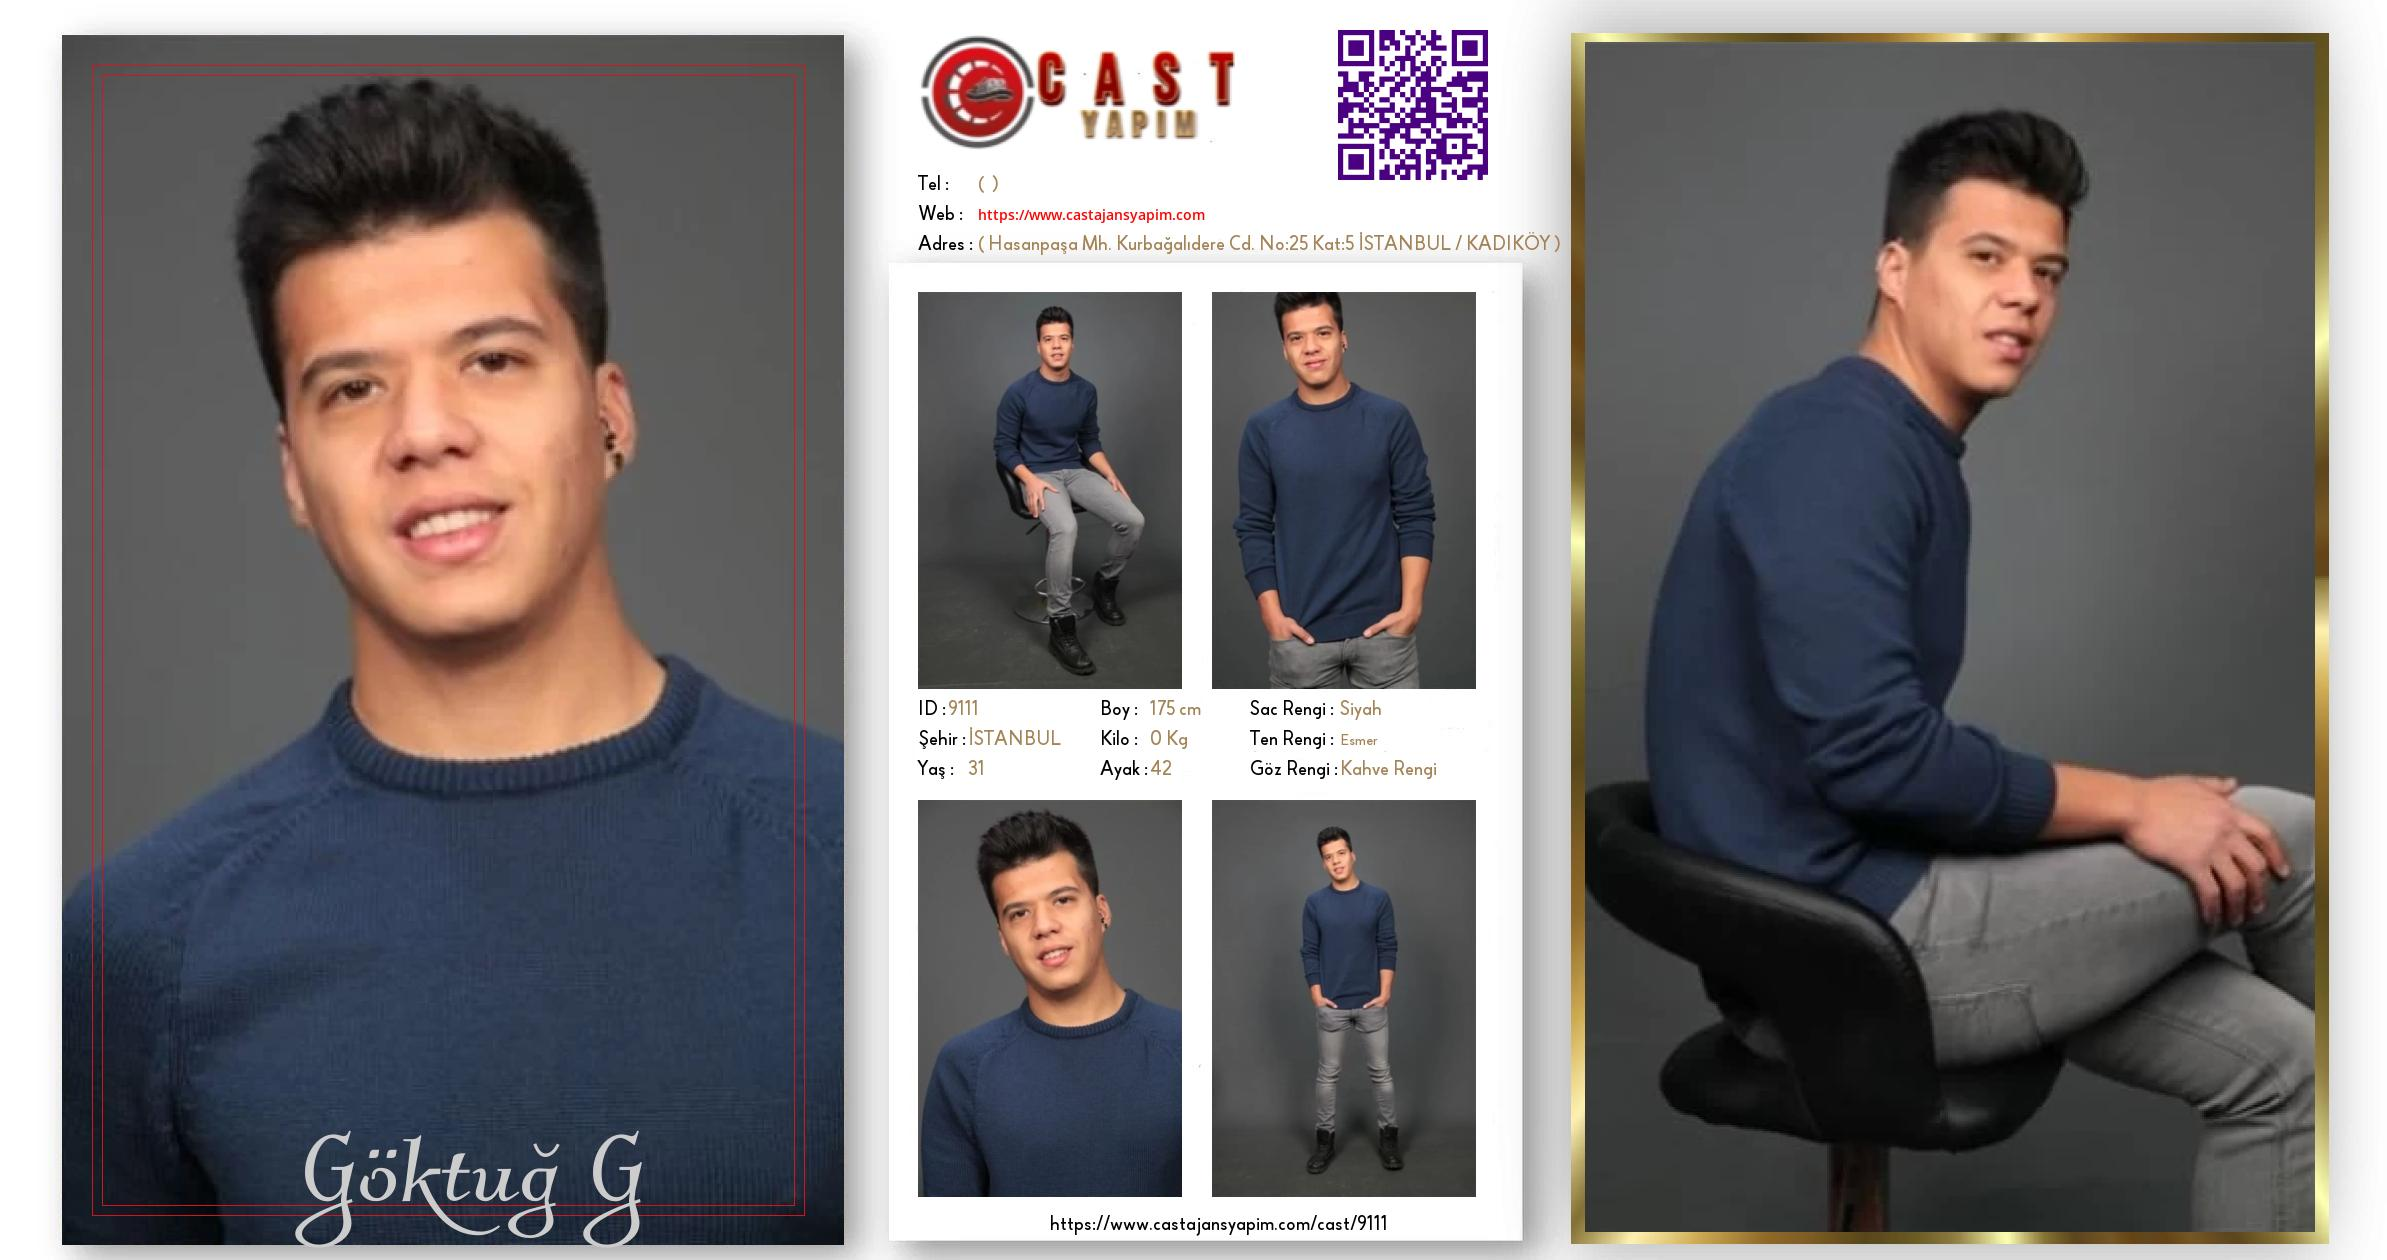 Göktuğ G
CAST
YAPIM
Tel : ( )
Web : https://www.castajansyapim.com
Adres : ( Hasanpaşa Mh. Kurbağalıdere Cd. No:25 Kat:5 İSTANBUL / KADIKÖY )
ID : 9111 Boy : 175 cm Sac Rengi : Siyah
Şehir : İSTANBUL Kilo : 0 Kg Ten Rengi : Esmer
Yaş : 31 Ayak : 42 Göz Rengi : Kahve Rengi
https://www.castajansyapim.com/cast/9111